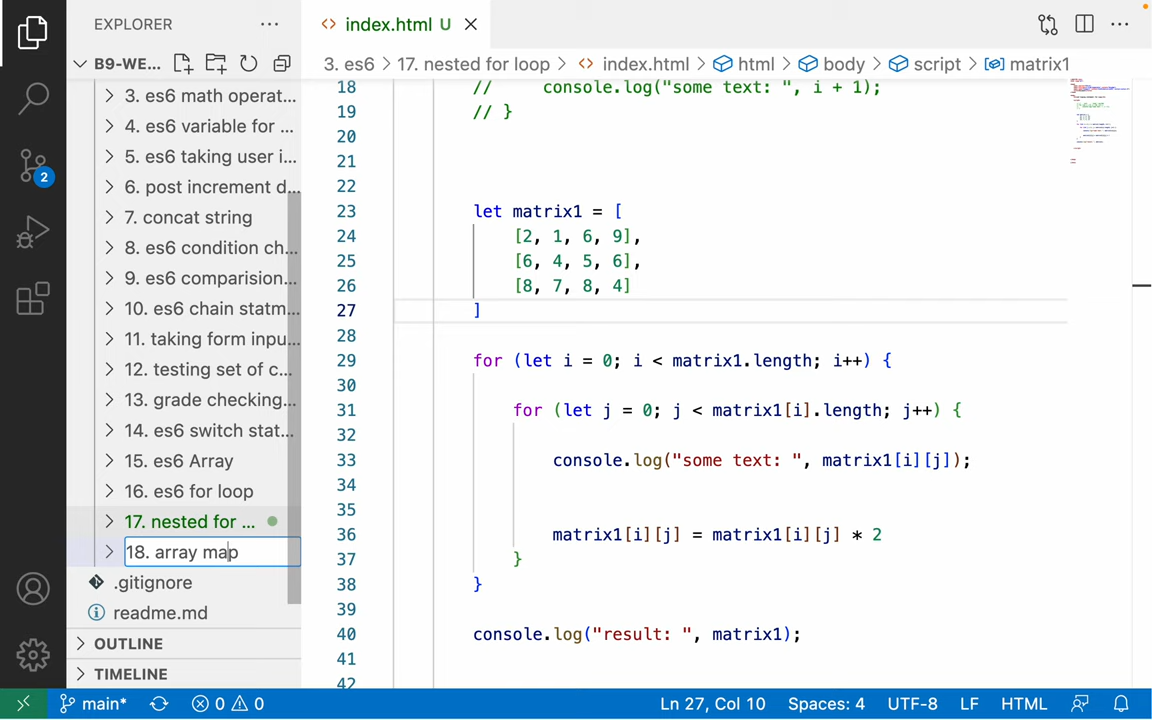 EXPLORER
index.html U
B9-WE...
3. es6 > 17. nested for loop > index.html > html > body > script > matrix1
3. es6 math operat...
4. es6 variable for ...
5. es6 taking user i...
6. post increment d...
7. concat string
8. es6 condition ch...
9. es6 comparision...
10. es6 chain statm...
11. taking form inpu...
12. testing set of c...
13. grade checking...
14. es6 switch stat...
15. es6 Array
16. es6 for loop
17. nested for ...
18. array map
.gitignore
readme.md
OUTLINE
TIMELINE
2
18 // console.log("some text: ", i + 1);
19 // }
20
21
22
23 let matrix1 = [
24 [2, 1, 6, 9],
25 [6, 4, 5, 6],
26 [8, 7, 8, 4]
27 ]
28
29 for (let i = 0; i < matrix1.length; i++) {
30
31 for (let j = 0; j < matrix1[i].length; j++) {
32
33 console.log("some text: ", matrix1[i][j]);
34
35
36 matrix1[i][j] = matrix1[i][j] * 2
37 }
38 }
39
40 console.log("result: ", matrix1);
41
42
main* 0 0 Ln 27, Col 10 Spaces: 4 UTF-8 LF HTML